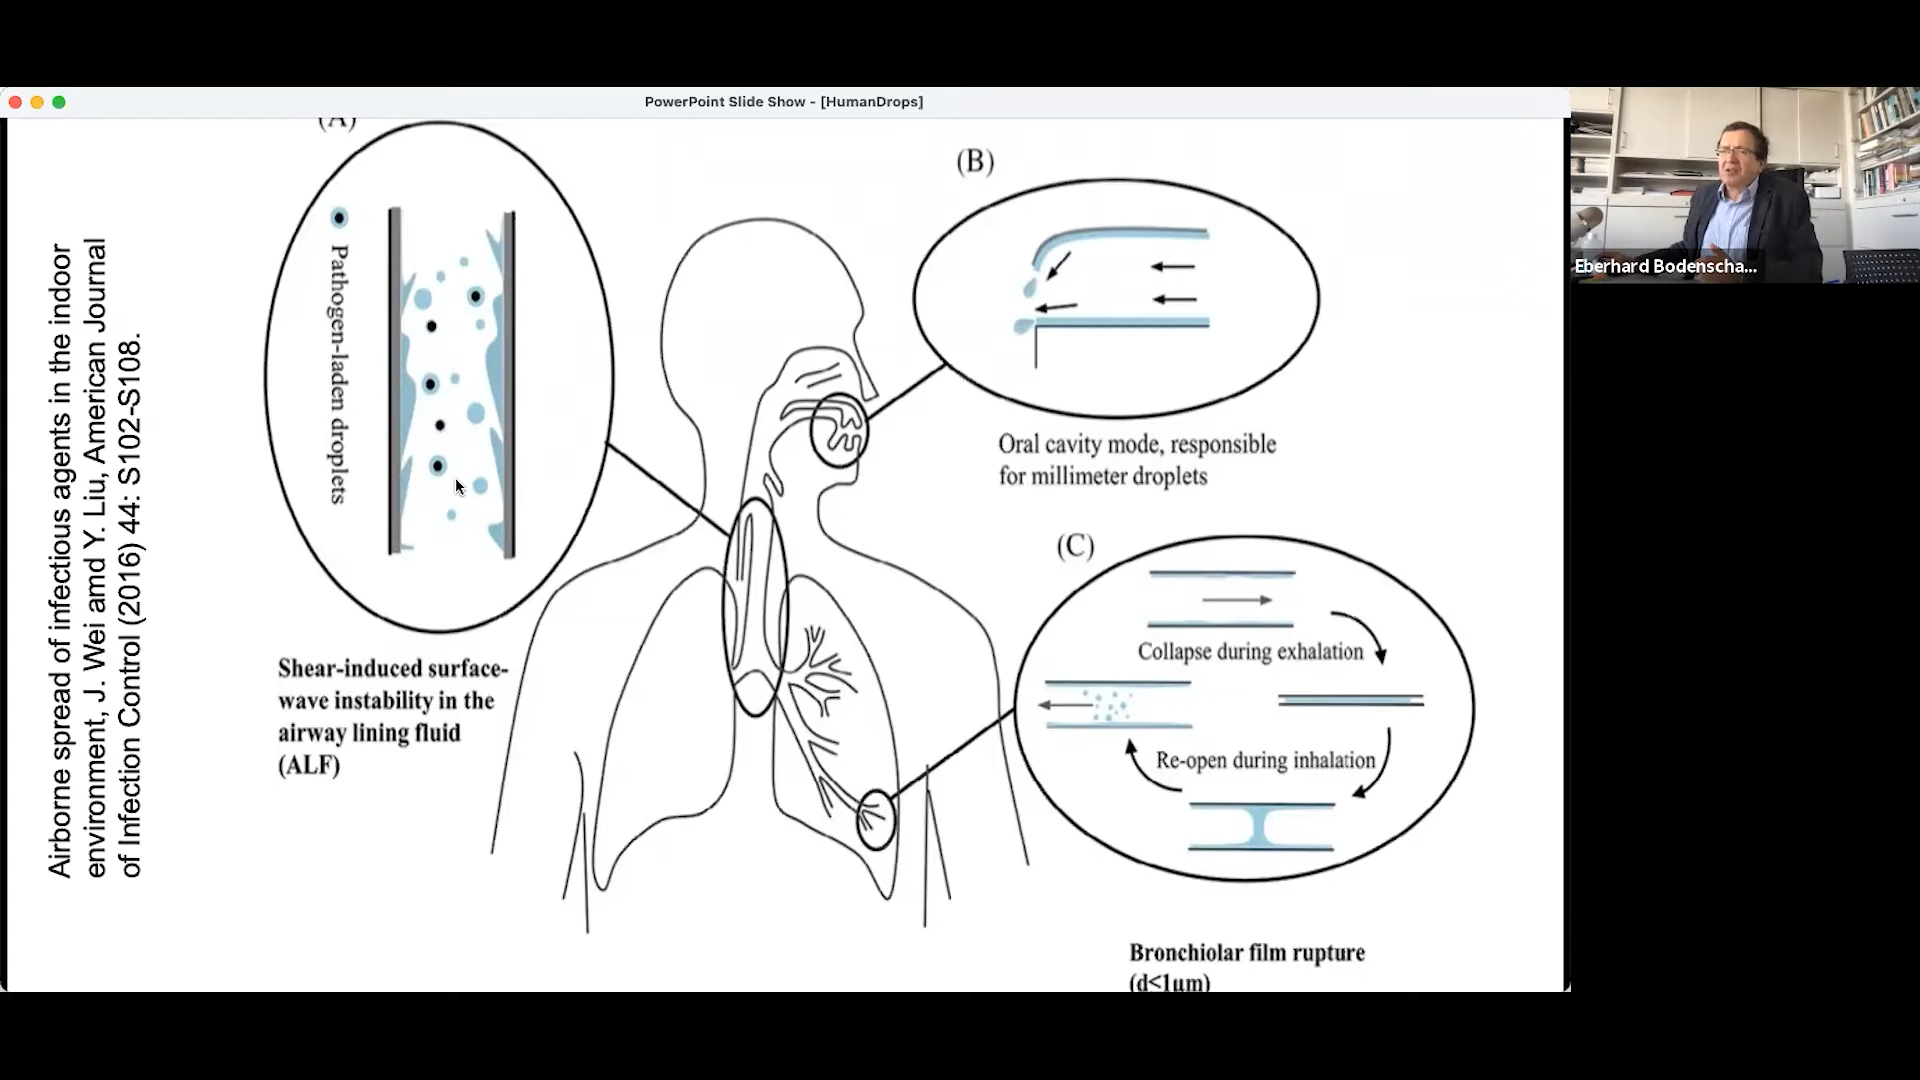 PowerPoint Slide Show - [HumanDrops]
Airborne spread of infectious agents in the indoor
environment, J. Wei amd Y. Liu, American Journal
of Infection Control (2016) 44: S102-S108.
(A)
Pathogen-laden droplets
Shear-induced surface-
wave instability in the
airway lining fluid
(ALF)
(B)
Oral cavity mode, responsible
for millimeter droplets
(C)
Collapse during exhalation
Re-open during inhalation
Bronchiolar film rupture
(d<1μm)
Eberhard Bodenscha...